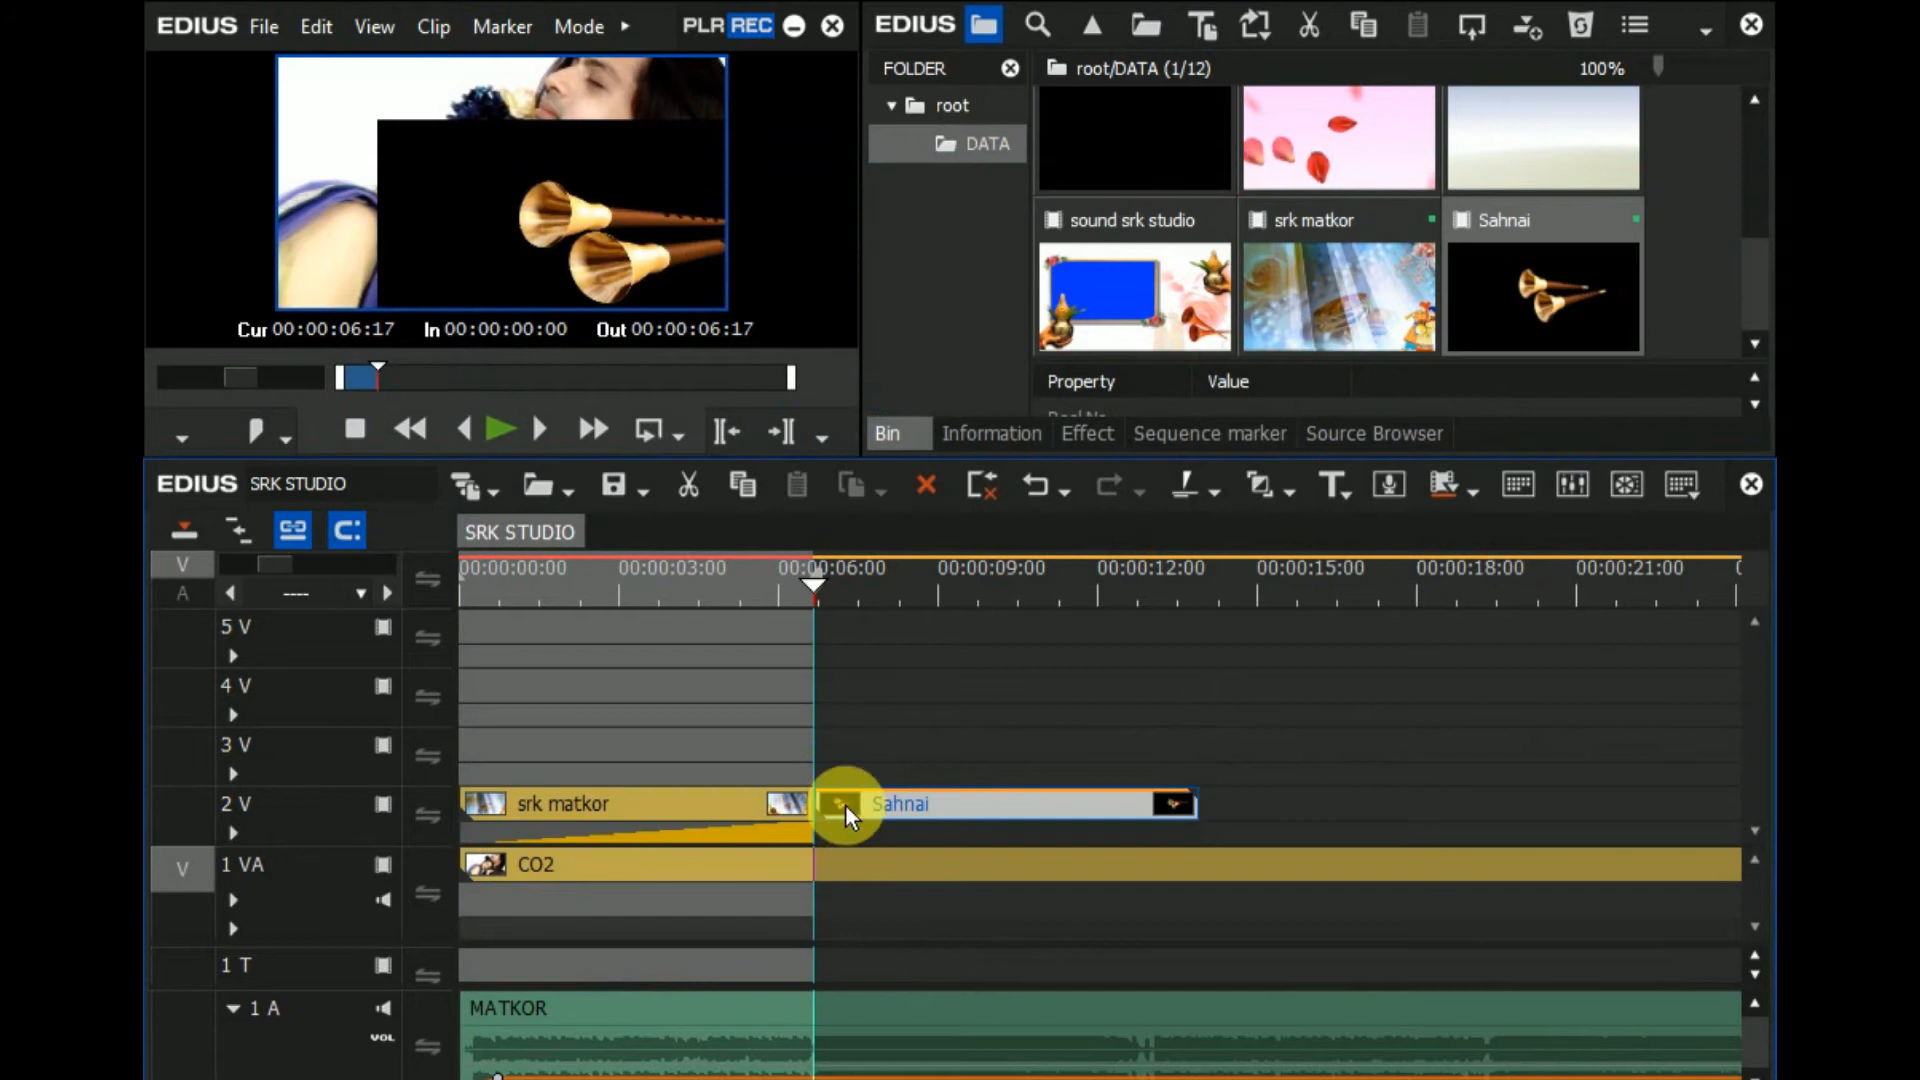 EDIUS File Edit View Clip Marker Mode PLR REC
Cur 00:00:06:17 In 00:00:00:00 Out 00:00:06:17
EDIUS
FOLDER root/DATA (1/12) 100%
root
DATA
sound srk studio srk matkor Sahnai
Property Value
Bin Information Effect Sequence marker Source Browser
EDIUS SRK STUDIO
SRK STUDIO
V 00:00:00:00 00:00:03:00 00:00:06:00 00:00:09:00 00:00:12:00 00:00:15:00 00:00:18:00 00:00:21:00
A ----
5 V
4 V
3 V
2 V srk matkor Sahnai
V 1 VA CO2
1 T
1 A MATKOR
VOL